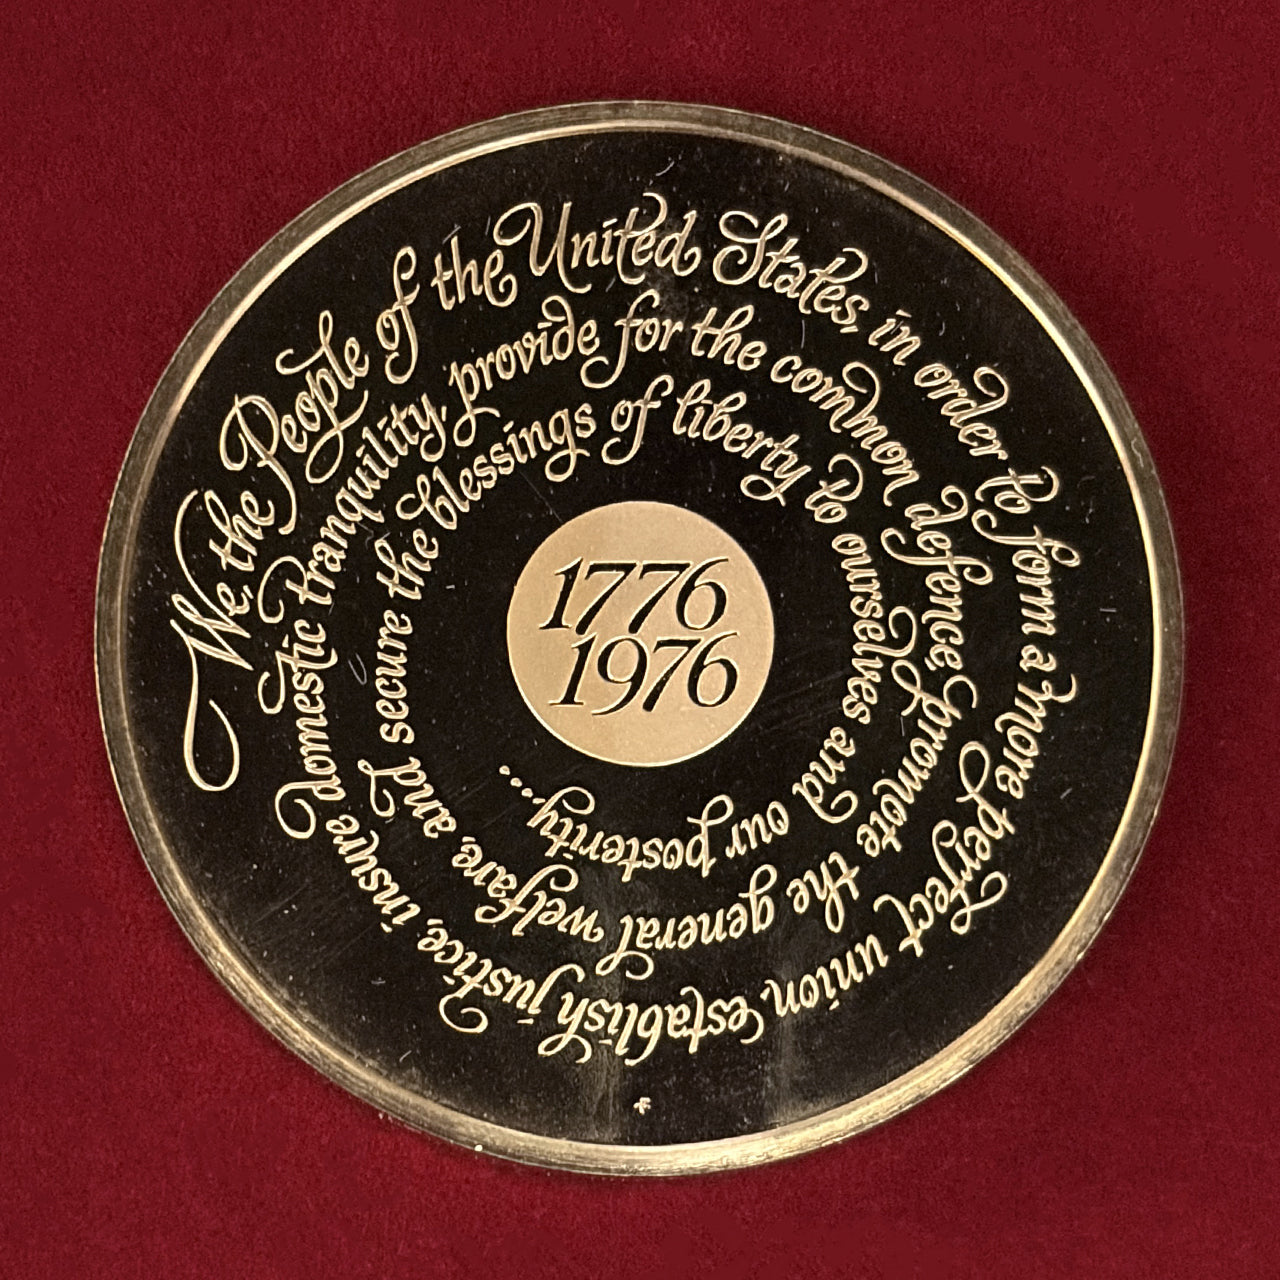 We, the People of the United States, in order to form a more perfect union, establish justice, insure domestic tranquility, provide for the common defence, promote the general welfare, and secure the blessings of liberty to ourselves and our posterity...
1776
1976